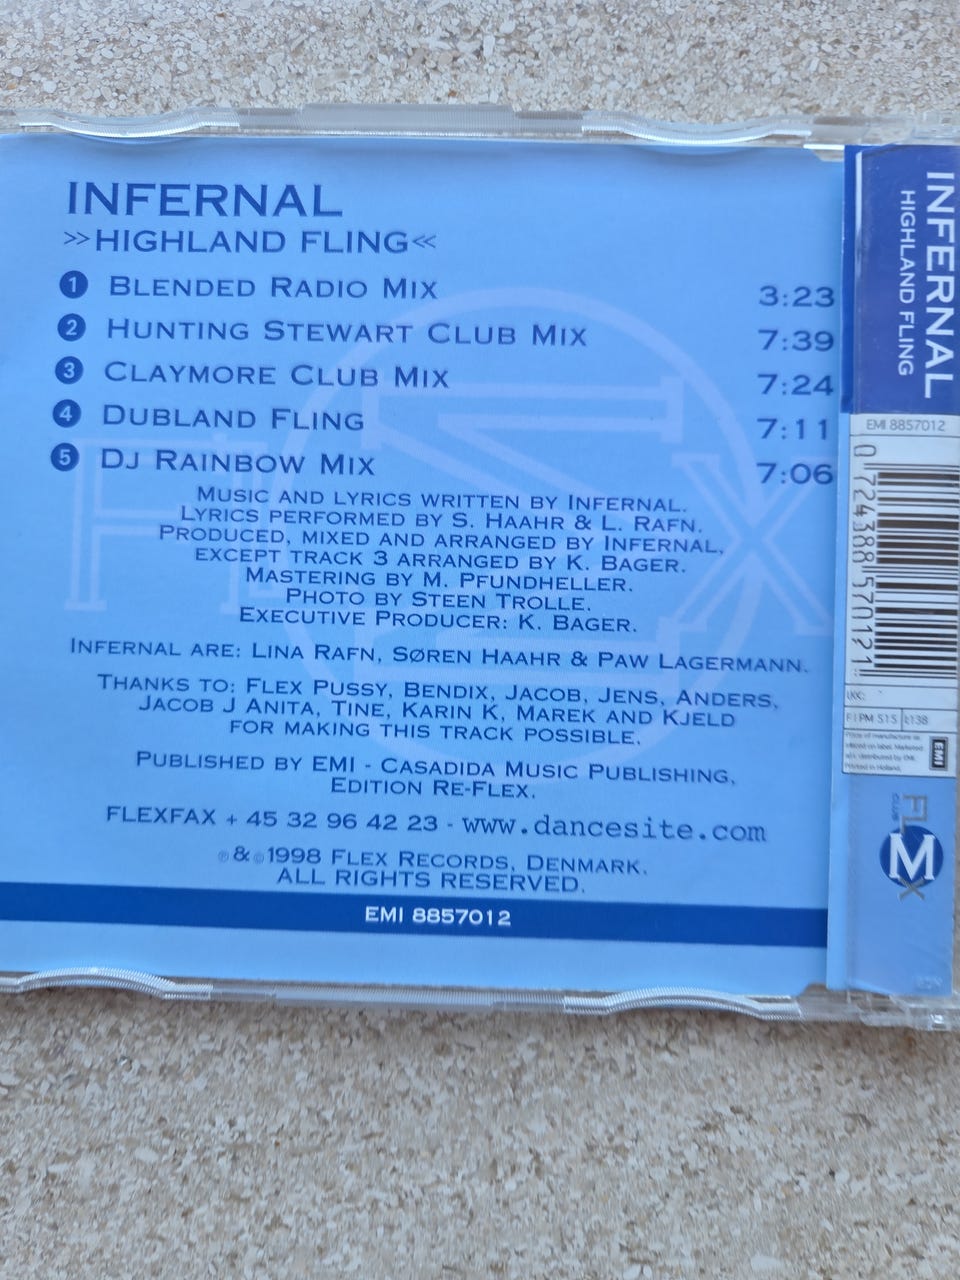 INFERNAL
>>HIGHLAND FLING<<
1 BLENDED RADIO MIX 3:23
2 HUNTING STEWART CLUB MIX 7:39
3 CLAYMORE CLUB MIX 7:24
4 DUBLAND FLING 7:11
5 DJ RAINBOW MIX 7:06
MUSIC AND LYRICS WRITTEN BY INFERNAL.
LYRICS PERFORMED BY S. HAAHR & L. RAFN.
PRODUCED, MIXED AND ARRANGED BY INFERNAL,
EXCEPT TRACK 3 ARRANGED BY K. BAGER.
MASTERING BY M. PFUNDHELLER.
PHOTO BY STEEN TROLLE.
EXECUTIVE PRODUCER: K. BAGER.
INFERNAL ARE: LINA RAFN, SØREN HAAHR & PAW LAGERMANN.
THANKS TO: FLEX PUSSY, BENDIX, JACOB, JENS, ANDERS,
JACOB J ANITA, TINE, KARIN K, MAREK AND KJELD
FOR MAKING THIS TRACK POSSIBLE.
PUBLISHED BY EMI - CASADIDA MUSIC PUBLISHING,
EDITION RE-FLEX.
FLEXFAX + 45 32 96 42 23 - www.dancesite.com
℗ & © 1998 FLEX RECORDS, DENMARK.
ALL RIGHTS RESERVED.
EMI 8857012
INFERNAL
HIGHLAND FLING
EMI 8857012
0 724388 570121
UK:
F: PM 515 I:138
EMI
CLUB
FLMX